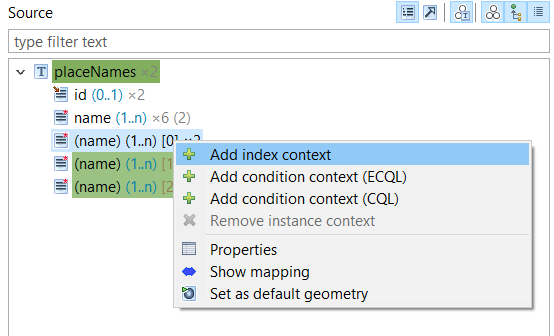 Source
type filter text
T placeNames ×2
id (0..1) ×2
name (1..n) ×6 (2)
(name) (1..n) [0] ×2
(name) (1..n) [1
(name) (1..n) [2
Add index context
Add condition context (ECQL)
Add condition context (CQL)
Remove instance context
Properties
Show mapping
Set as default geometry